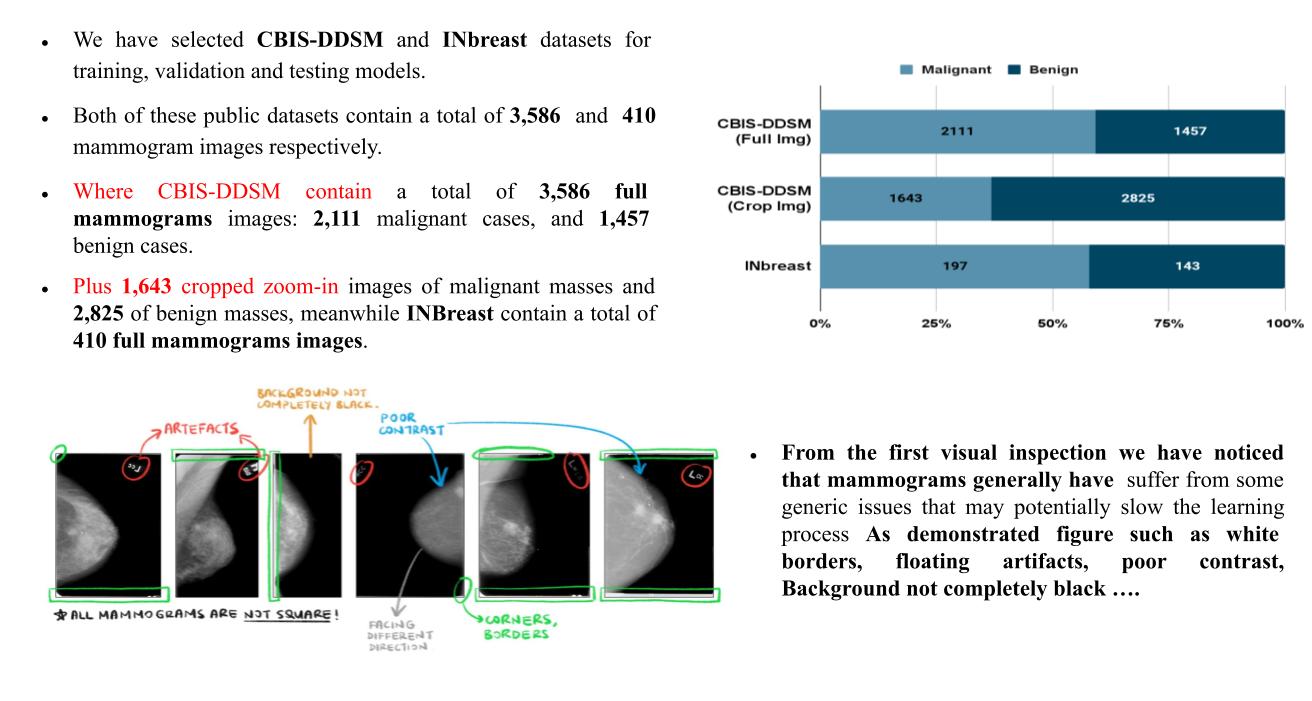 We have selected CBIS-DDSM and INbreast datasets for
training, validation and testing models.
Both of these public datasets contain a total of 3,586 and 410
mammogram images respectively.
Where CBIS-DDSM contain a total of 3,586 full
mammograms images: 2,111 malignant cases, and 1,457
benign cases.
Plus 1,643 cropped zoom-in images of malignant masses and
2,825 of benign masses, meanwhile INBreast contain a total of
410 full mammograms images.
Malignant Benign
CBIS-DDSM
(Full Img)
2111 1457
CBIS-DDSM
(Crop Img)
1643 2825
INbreast
197 143
0% 25% 50% 75% 100%
BACKGROUND NOT
COMPLETELY BLACK.
ARTEFACTS
POOR
CONTRAST
★ALL MAMMOGRAMS ARE NOT SQUARE!
FACING
DIFFERENT
DIRECTION
CORNERS,
BORDERS
From the first visual inspection we have noticed
that mammograms generally have suffer from some
generic issues that may potentially slow the learning
process As demonstrated figure such as white
borders, floating artifacts, poor contrast,
Background not completely black ….